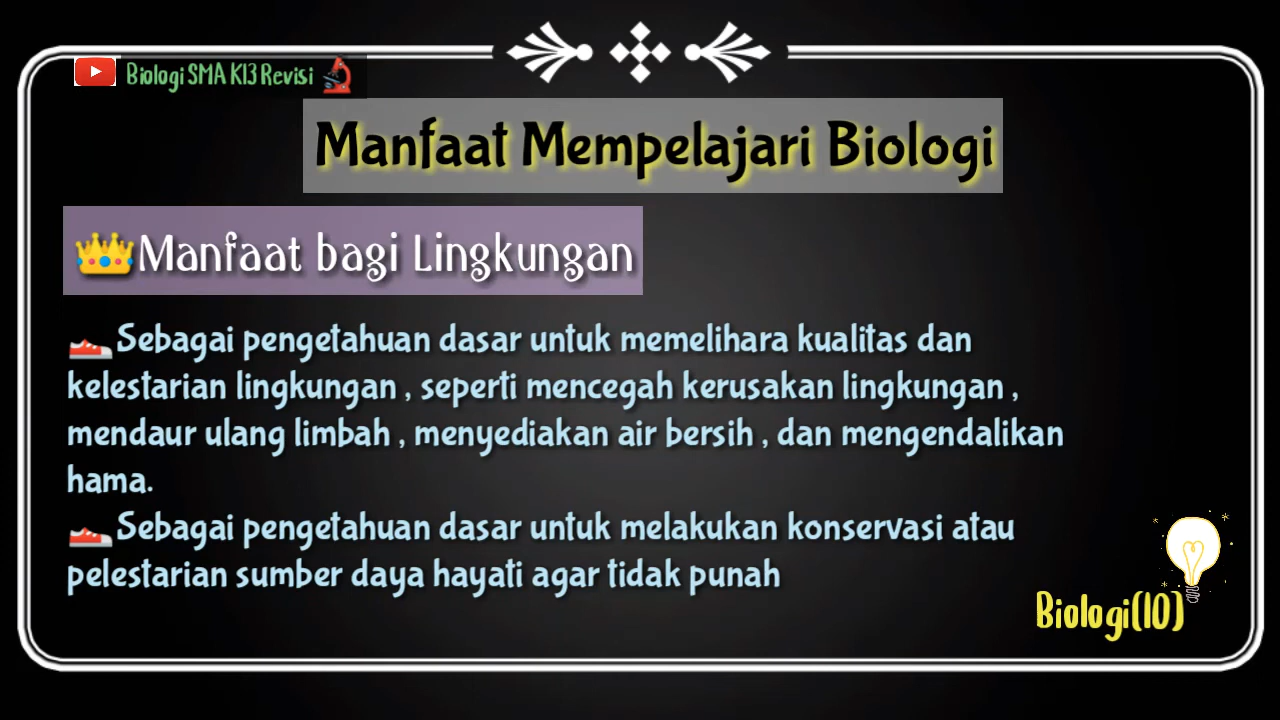 Biologi SMA K13 Revisi
Manfaat Mempelajari Biologi
Manfaat bagi Lingkungan
Sebagai pengetahuan dasar untuk memelihara kualitas dan
kelestarian lingkungan , seperti mencegah kerusakan lingkungan ,
mendaur ulang limbah , menyediakan air bersih , dan mengendalikan
hama.
Sebagai pengetahuan dasar untuk melakukan konservasi atau
pelestarian sumber daya hayati agar tidak punah
Biologi(10)